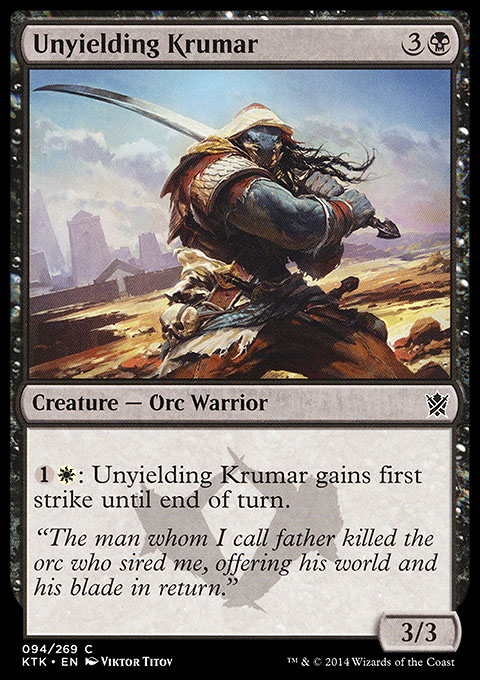 Unyielding Krumar 3
Creature — Orc Warrior
1: Unyielding Krumar gains first
strike until end of turn.
“The man whom I call father killed the
orc who sired me, offering his world and
his blade in return.”
3/3
094/269 C
KTK • EN Viktor Titov
™ & © 2014 Wizards of the Coast